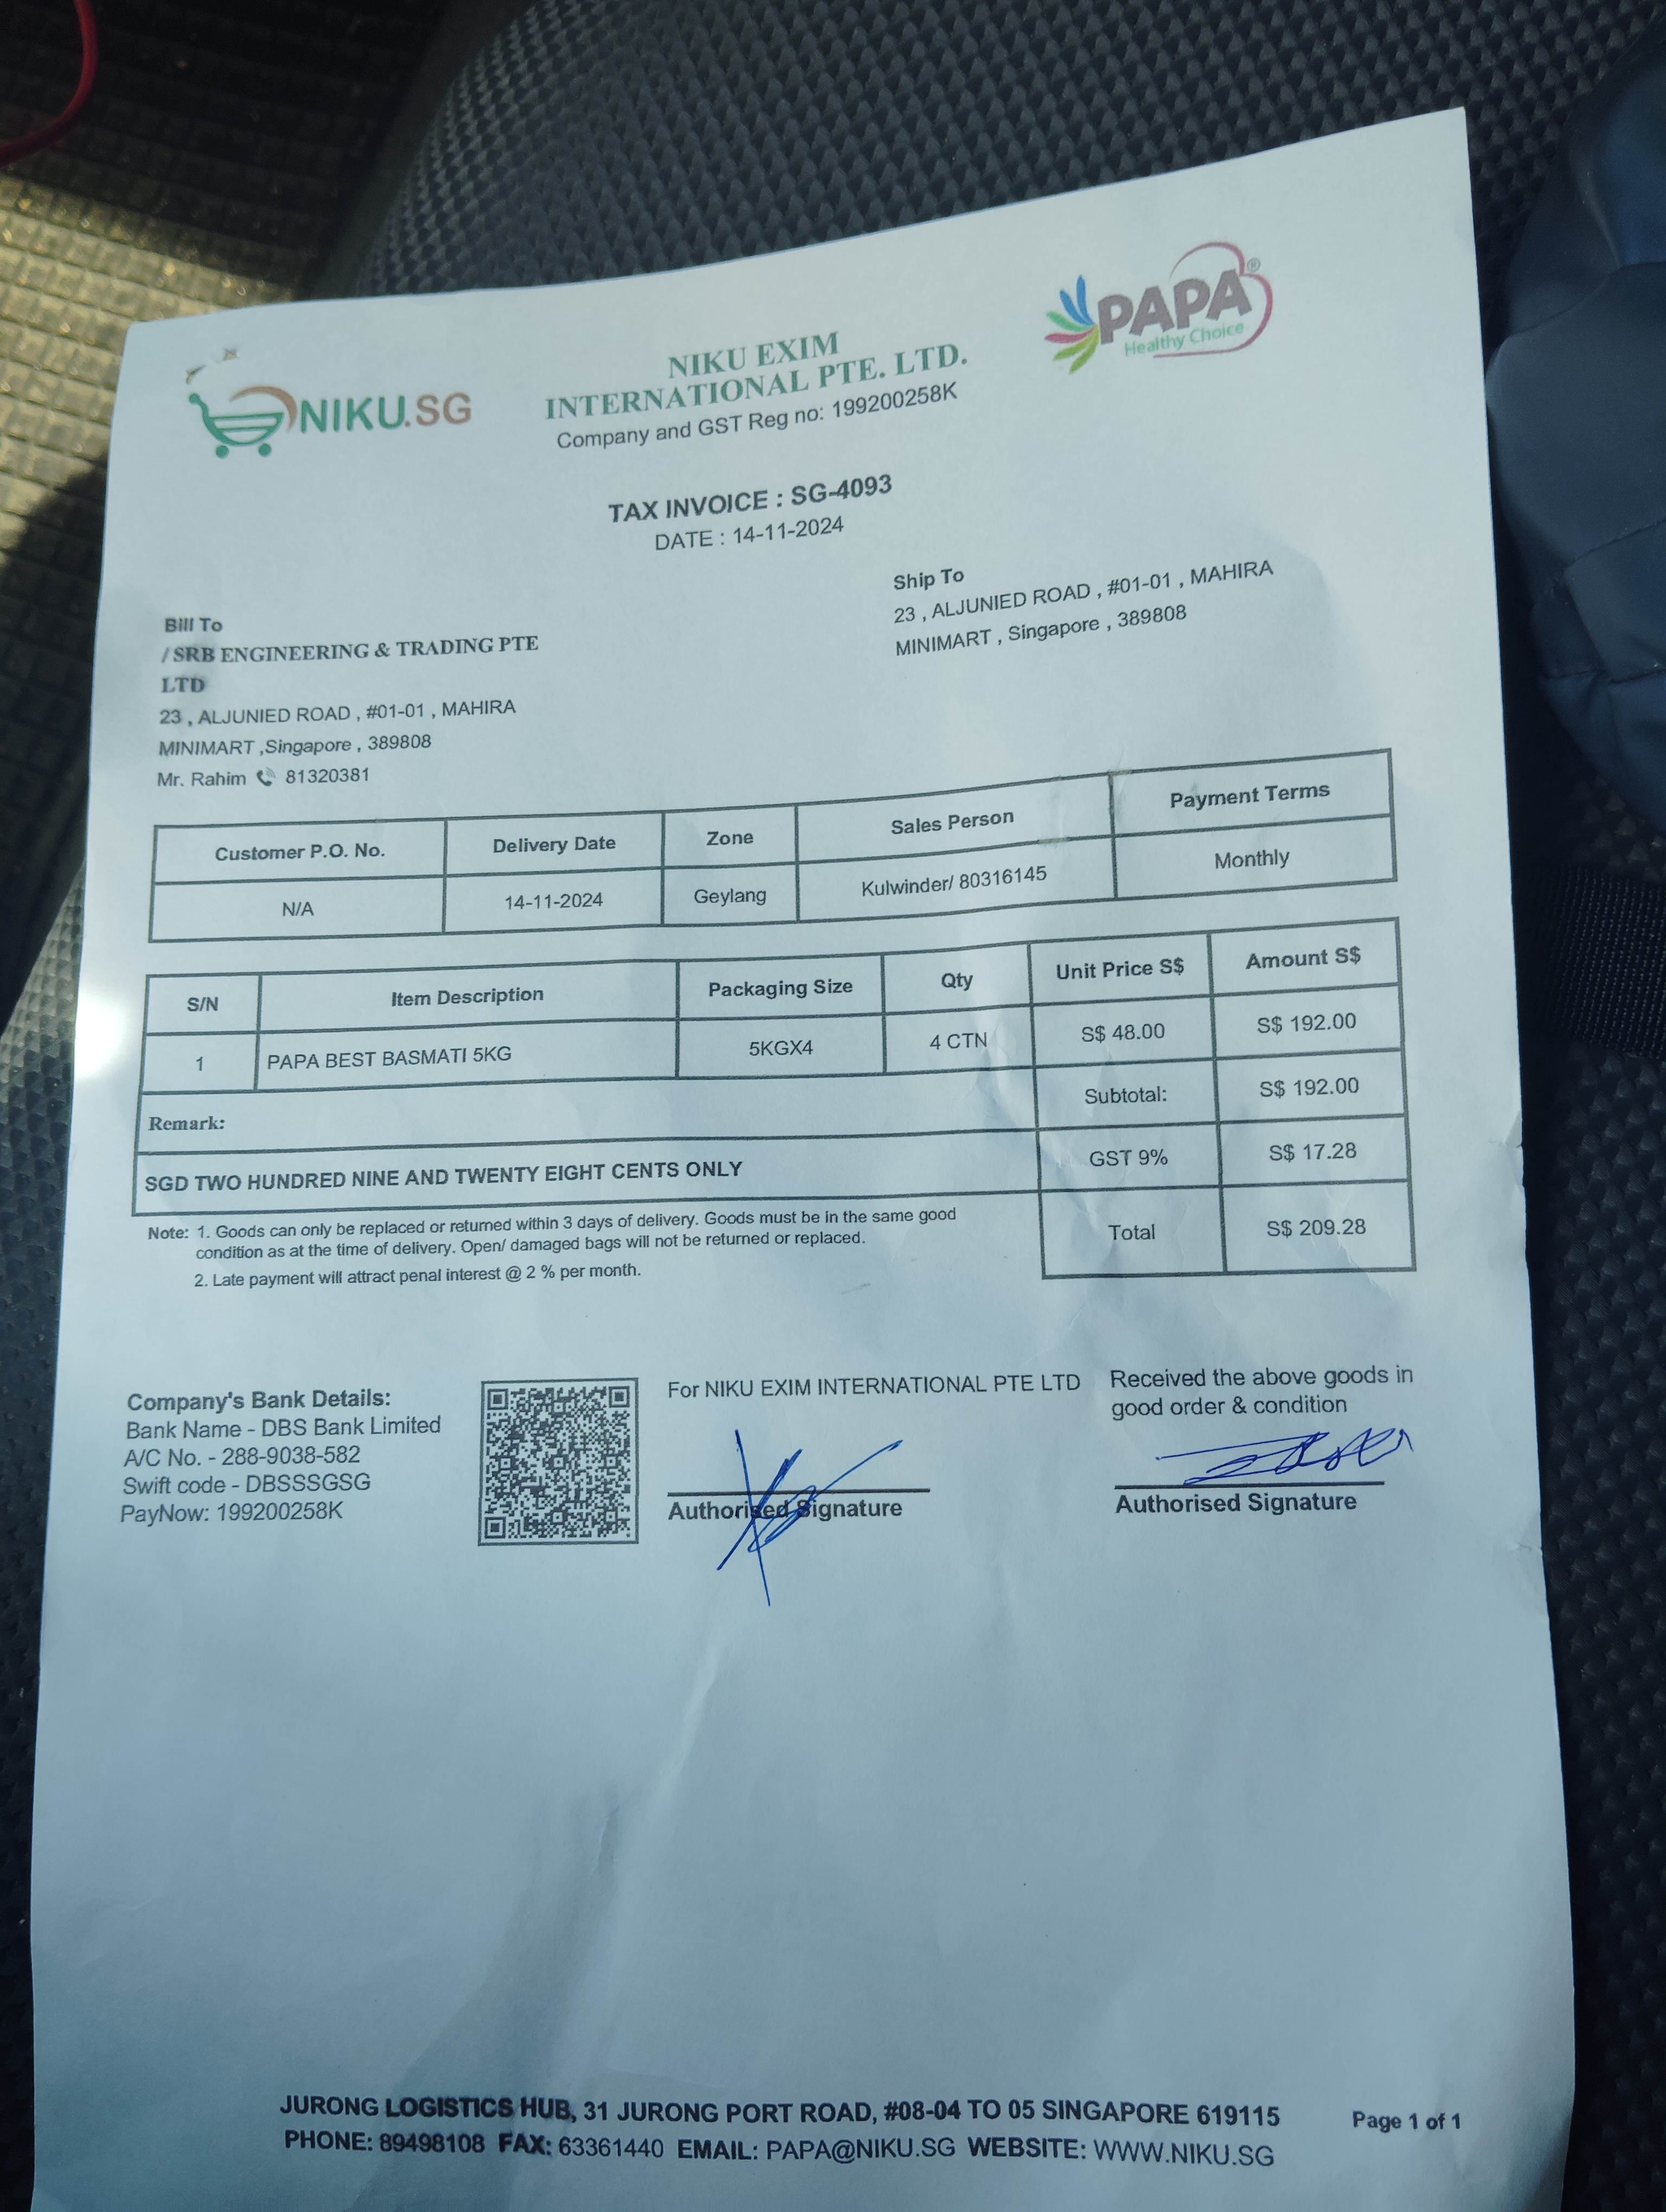 NIKU.SG
NIKU EXIM
INTERNATIONAL PTE. LTD.
Company and GST Reg no: 199200258K
PAPA®
Healthy Choice
TAX INVOICE : SG-4093
DATE : 14-11-2024
Bill To
/ SRB ENGINEERING & TRADING PTE
LTD
23 , ALJUNIED ROAD , #01-01 , MAHIRA
MINIMART ,Singapore , 389808
Mr. Rahim 81320381
Ship To
23 , ALJUNIED ROAD , #01-01 , MAHIRA
MINIMART , Singapore , 389808
Customer P.O. No. Delivery Date Zone Sales Person Payment Terms
N/A 14-11-2024 Geylang Kulwinder/ 80316145 Monthly
S/N Item Description Packaging Size Qty Unit Price S$ Amount S$
1 PAPA BEST BASMATI 5KG 5KGX4 4 CTN S$ 48.00 S$ 192.00
Remark: Subtotal: S$ 192.00
SGD TWO HUNDRED NINE AND TWENTY EIGHT CENTS ONLY GST 9% S$ 17.28
Total S$ 209.28
Note: 1. Goods can only be replaced or returned within 3 days of delivery. Goods must be in the same good
condition as at the time of delivery. Open/ damaged bags will not be returned or replaced.
2. Late payment will attract penal interest @ 2 % per month.
Company's Bank Details:
Bank Name - DBS Bank Limited
A/C No. - 288-9038-582
Swift code - DBSSSGSG
PayNow: 199200258K
For NIKU EXIM INTERNATIONAL PTE LTD
Authorised Signature
Received the above goods in
good order & condition
Authorised Signature
JURONG LOGISTICS HUB, 31 JURONG PORT ROAD, #08-04 TO 05 SINGAPORE 619115
PHONE: 89498108 FAX: 63361440 EMAIL: PAPA@NIKU.SG WEBSITE: WWW.NIKU.SG
Page 1 of 1